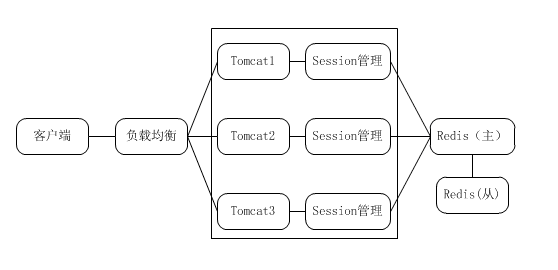 Tomcat1
Session管理
客户端
负载均衡
Tomcat2
Session管理
Redis（主）
Redis(从)
Tomcat3
Session管理